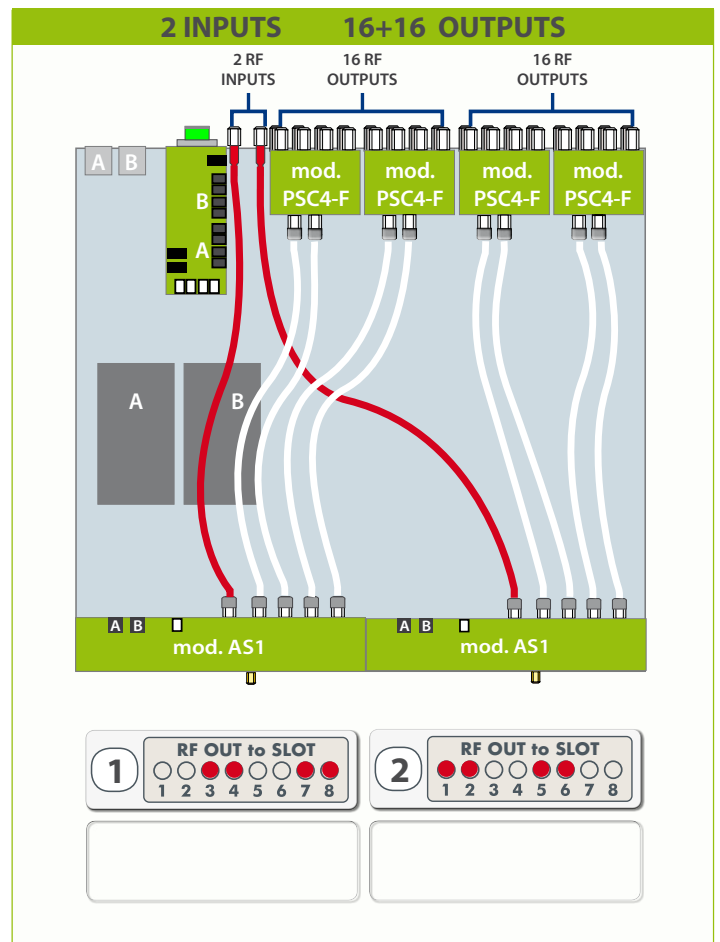 2 INPUTS 16+16 OUTPUTS
2 RF
INPUTS
16 RF
OUTPUTS
16 RF
OUTPUTS
A B
B
A
mod.
PSC4-F
mod.
PSC4-F
mod.
PSC4-F
mod.
PSC4-F
A
B
A B
mod. AS1
A B
mod. AS1
1
RF OUT to SLOT
1 2 3 4 5 6 7 8
2
RF OUT to SLOT
1 2 3 4 5 6 7 8